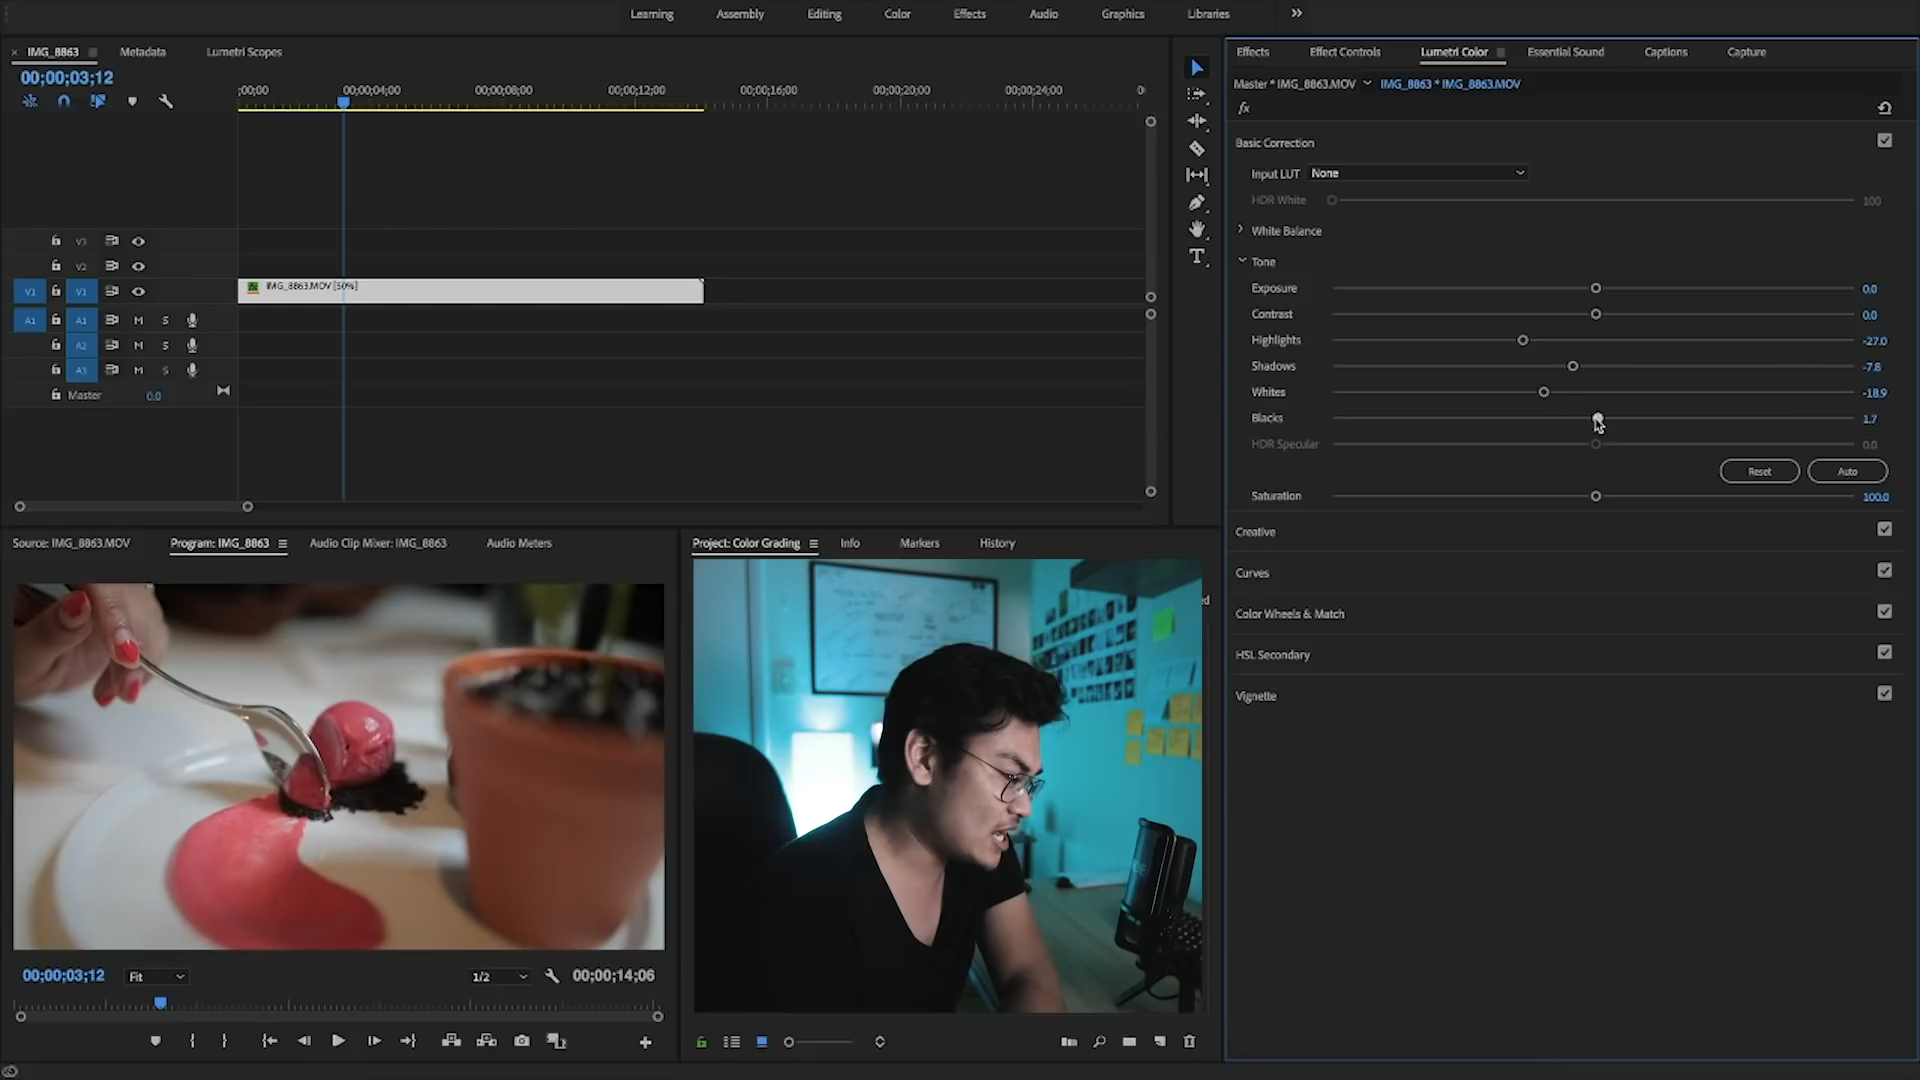 Learning Assembly Editing Color Effects Audio Graphics Libraries
IMG_8863 Metadata Lumetri Scopes
00;00;03;12
;00;00 00;00;04;00 00;00;08;00 00;00;12;00 00;00;16;00 00;00;20;00 00;00;24;00
V3
V2
V1 V1 IMG_8863.MOV [50%]
A1 A1 M S
A2 M S
A3 M S
Master 0.0
Effects Effect Controls Lumetri Color Essential Sound Captions Capture
Master * IMG_8863.MOV IMG_8863 * IMG_8863.MOV
fx
Basic Correction
Input LUT None
HDR White 100
White Balance
Tone
Exposure 0.0
Contrast 0.0
Highlights -27.0
Shadows -7.8
Whites -18.9
Blacks 1.7
HDR Specular 0.0
Reset Auto
Saturation 100.0
Creative
Curves
Color Wheels & Match
HSL Secondary
Vignette
Source: IMG_8863.MOV Program: IMG_8863 Audio Clip Mixer: IMG_8863 Audio Meters
00;00;03;12 Fit 1/2 00;00;14;06
Project: Color Grading Info Markers History